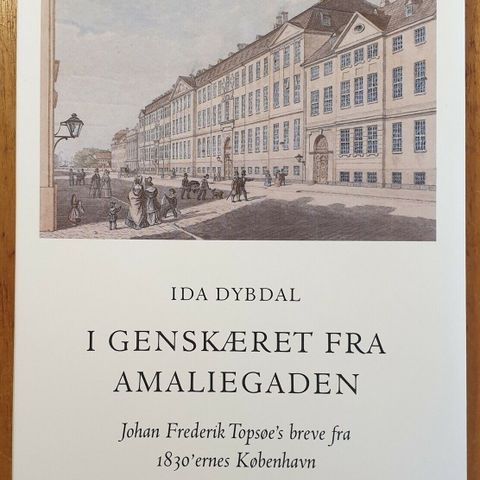 IDA DYBDAL
I GENSKÆRET FRA
AMALIEGADEN
Johan Frederik Topsøe's breve fra
1830'ernes København